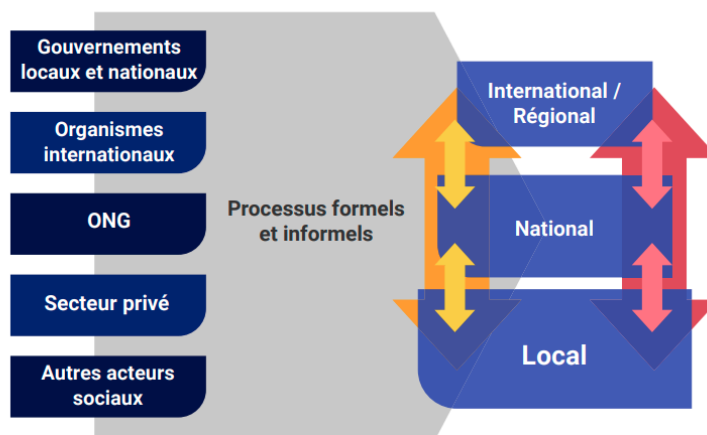 Gouvernements
locaux et nationaux
Organismes
internationaux
ONG
Secteur privé
Autres acteurs
sociaux
Processus formels
et informels
International /
Régional
National
Local